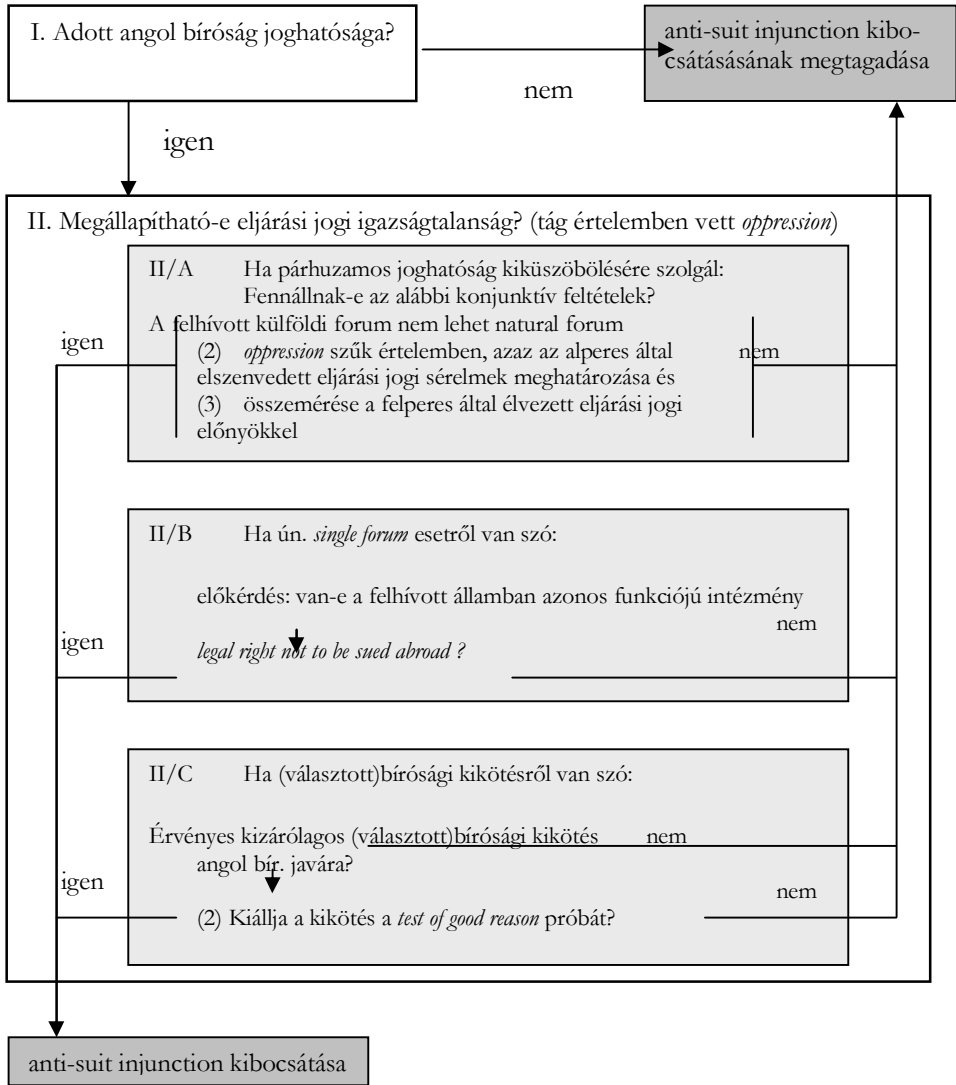 I. Adott angol bíróság joghatósága?
anti-suit injunction kibo-
csátásásának megtagadása
nem
igen
II. Megállapítható-e eljárási jogi igazságtalanság? (tág értelemben vett oppression)
II/A Ha párhuzamos joghatóság kiküszöbölésére szolgál:
Fennállnak-e az alábbi konjunktív feltételek?
A felhívott külföldi forum nem lehet natural forum
igen
(2) oppression szűk értelemben, azaz az alperes által
nem
elszenvedett eljárási jogi sérelmek meghatározása és
(3) összemérése a felperes által élvezett eljárási jogi
előnyökkel
II/B Ha ún. single forum esetről van szó:
előkérdés: van-e a felhívott államban azonos funkciójú intézmény
nem
igen
legal right not to be sued abroad ?
II/C Ha (választott)bírósági kikötésről van szó:
Érvényes kizárólagos (választott)bírósági kikötés nem
angol bír. javára?
igen
nem
(2) Kiállja a kikötés a test of good reason próbát?
anti-suit injunction kibocsátása